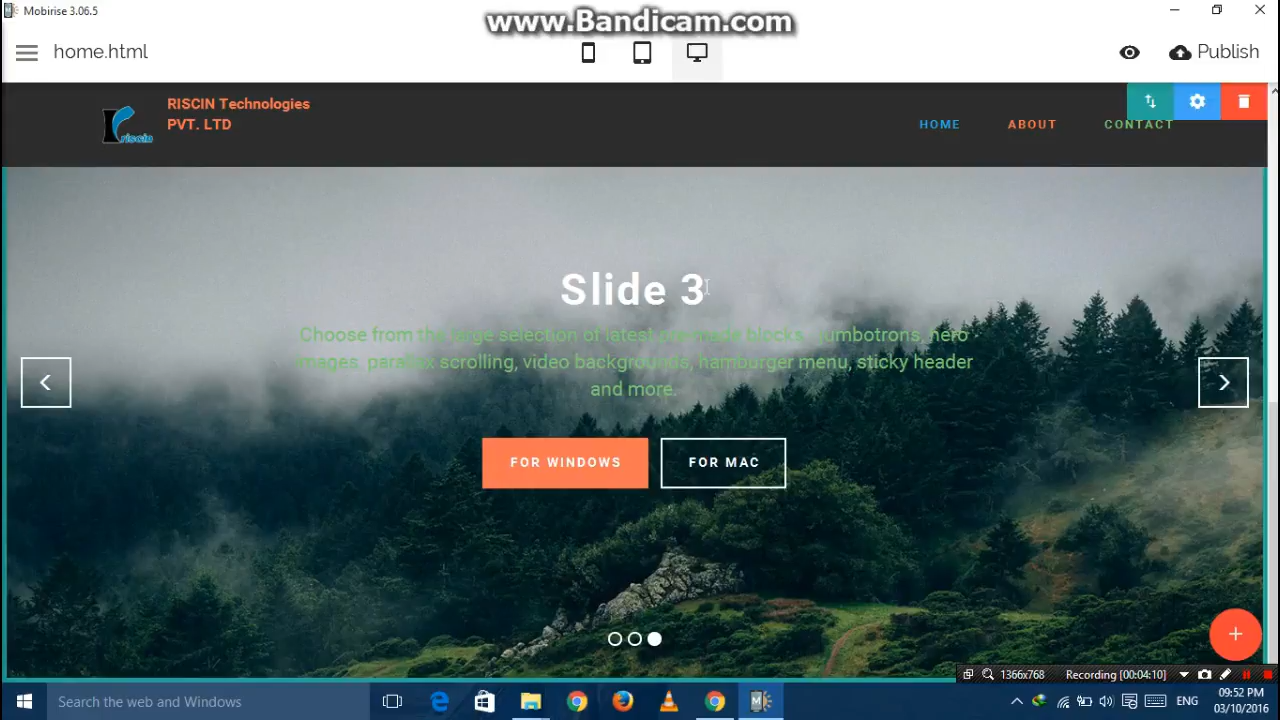 Mobirise 3.06.5
www.Bandicam.com
home.html
Publish
RISCIN Technologies
PVT. LTD
riscin
HOME
ABOUT
CONTACT
Slide 3
Choose from the large selection of latest pre-made blocks - jumbotrons, hero
images, parallax scrolling, video backgrounds, hamburger menu, sticky header
and more.
FOR WINDOWS
FOR MAC
1366x768
Recording [00:04:10]
Search the web and Windows
ENG
09:52 PM
03/10/2016